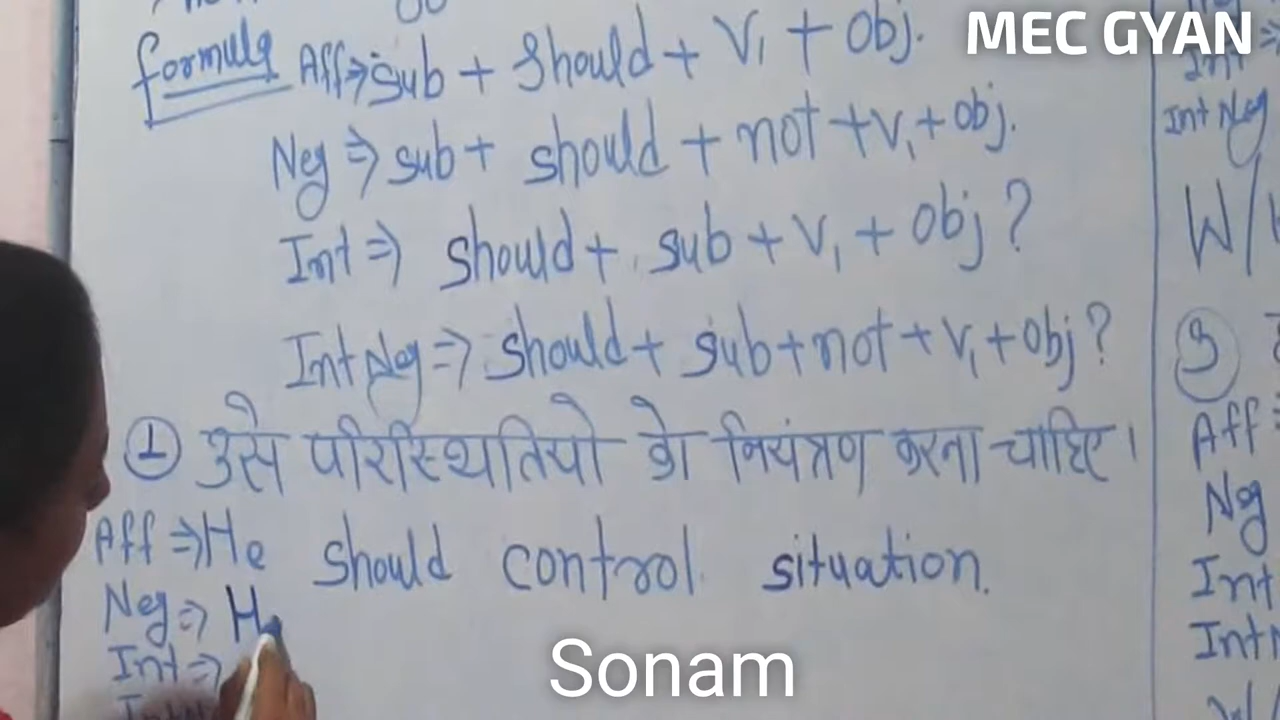 MEC GYAN
formula Aff⇒ Sub + Should + V₁ + Obj.
Neg ⇒ sub + should + not + V₁ + obj.
Int ⇒ should + sub + V₁ + Obj ?
Int Neg ⇒ should + sub + not + V₁ + Obj ?
① उसे परिस्थितियो को नियंत्रण करना चाहिए।
Aff ⇒ He should control situation.
Neg ⇒ H
Int ⇒
Int Neg
W/
Aff
Neg
Int
Sonam